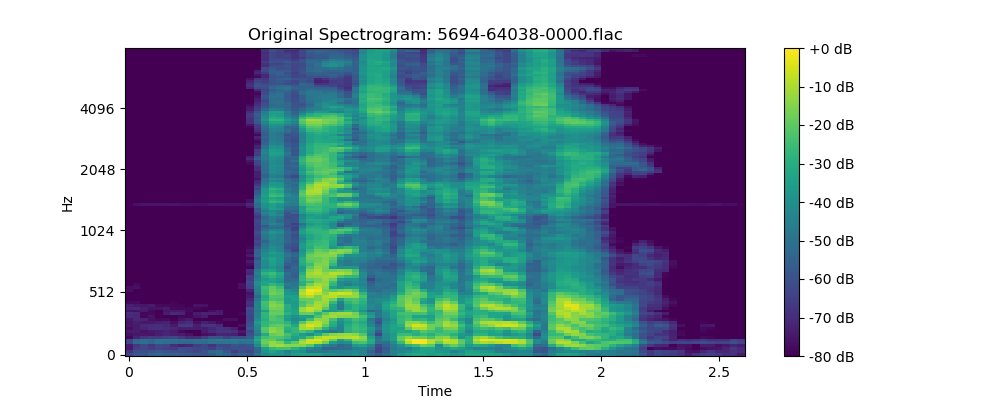 Original Spectrogram: 5694-64038-0000.flac
+0 dB
-10 dB
-20 dB
-30 dB
-40 dB
-50 dB
-60 dB
-70 dB
-80 dB
Hz
4096
2048
1024
512
0
0 0.5 1 1.5 2 2.5
Time